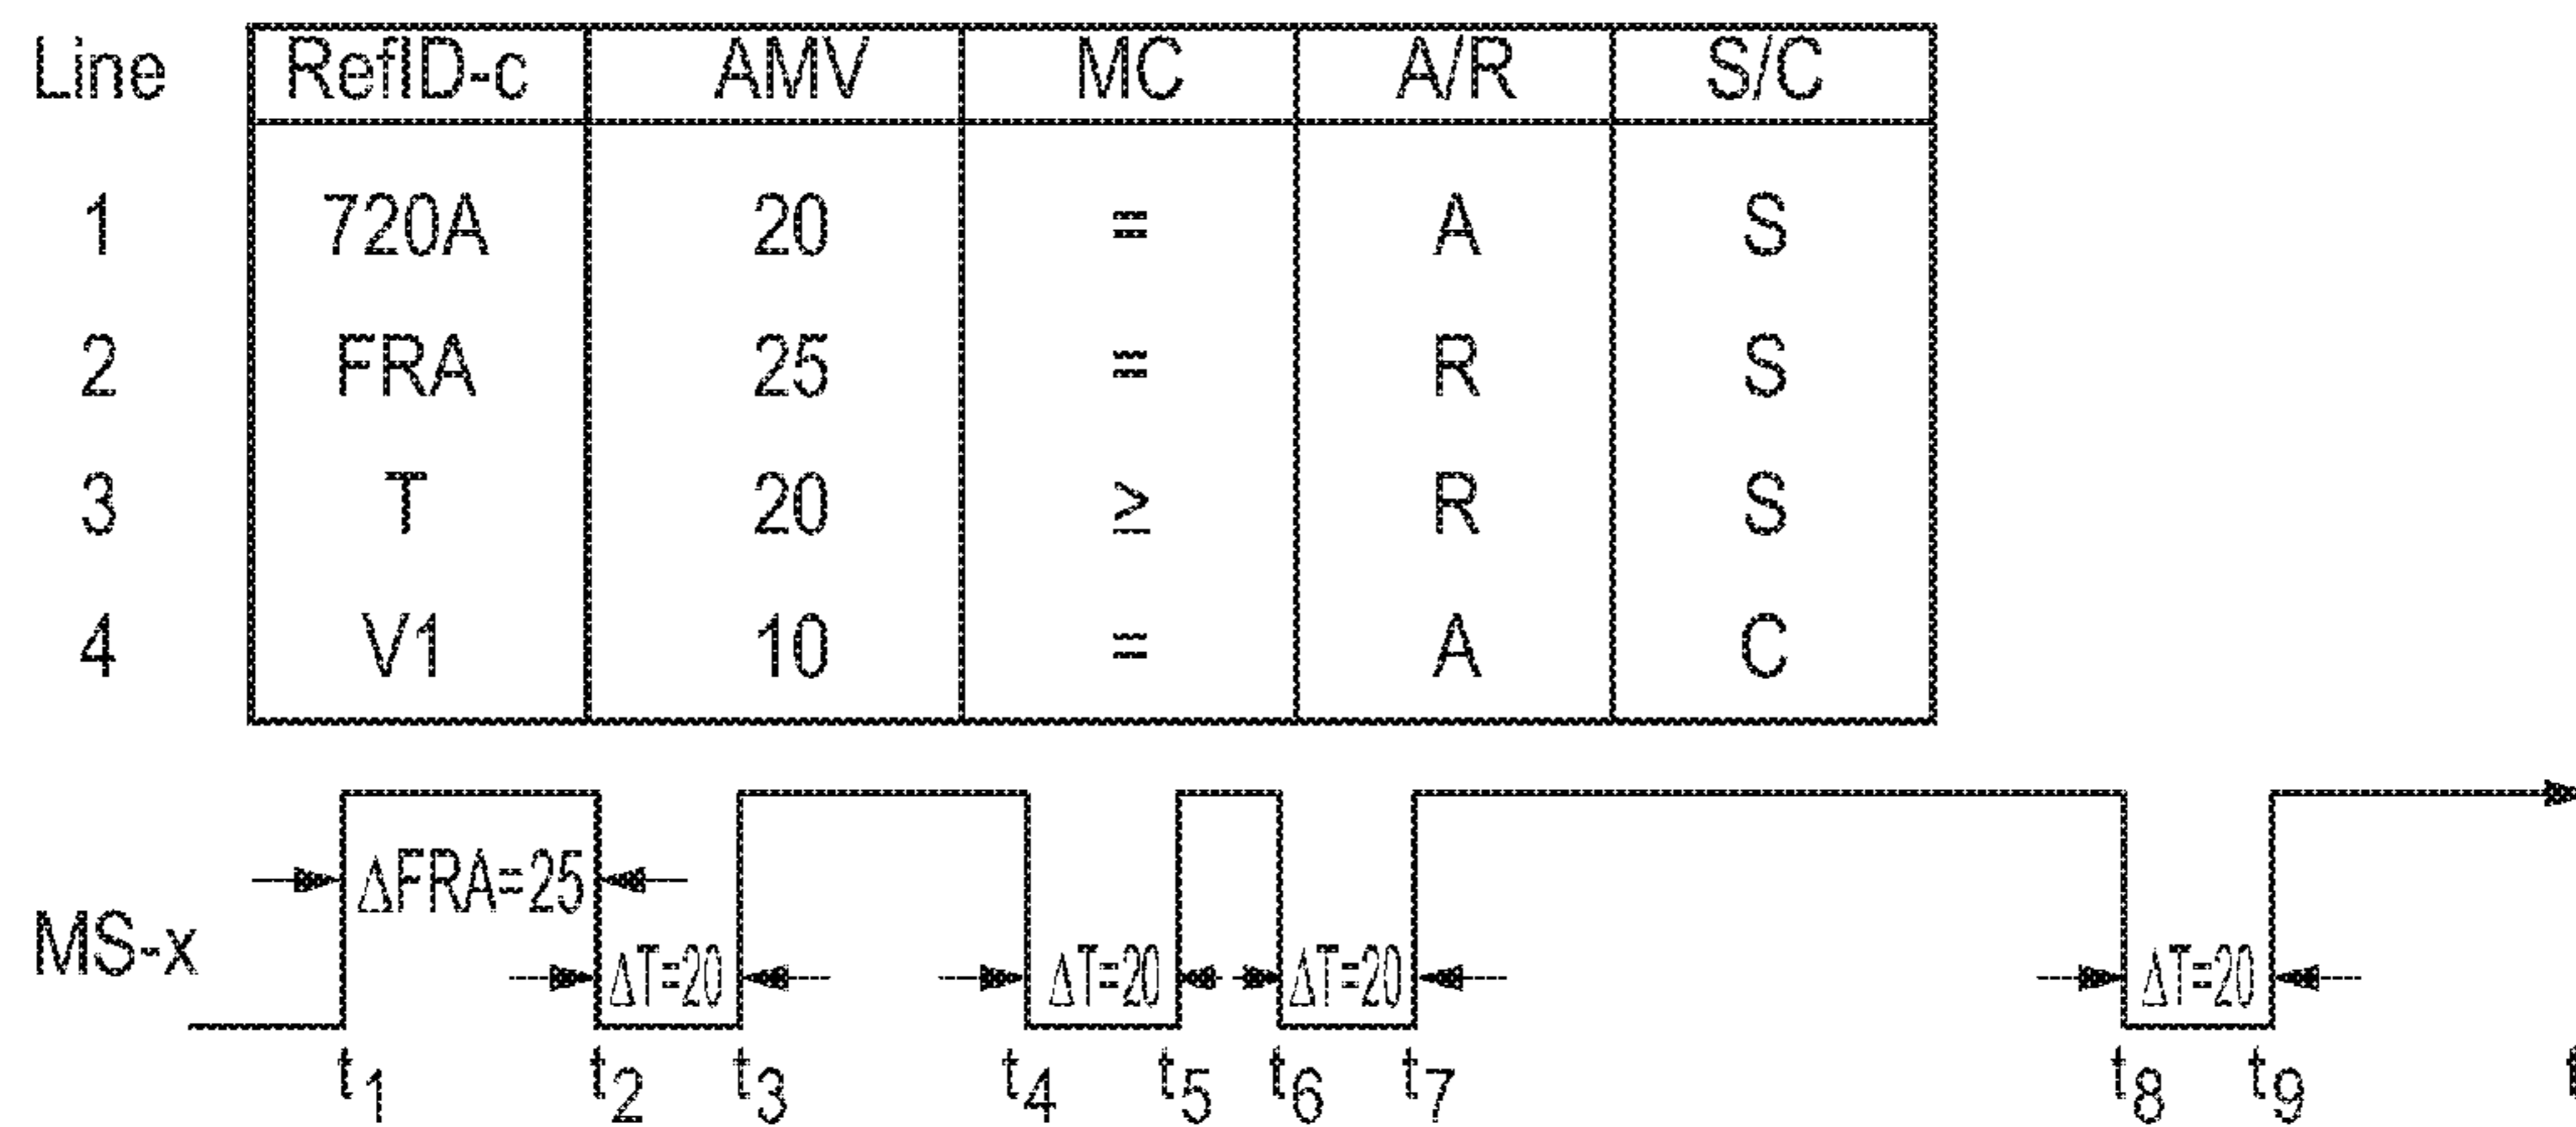 Line RefID-c AMV MC A/R S/C
1 720A 20 = A S
2 FRA 25 = R S
3 T 20 ≥ R S
4 V1 10 = A C
ΔFRA=25
MS-x ΔT=20 ΔT=20 ΔT=20 ΔT=20
t1 t2 t3 t4 t5 t6 t7 t8 t9 t